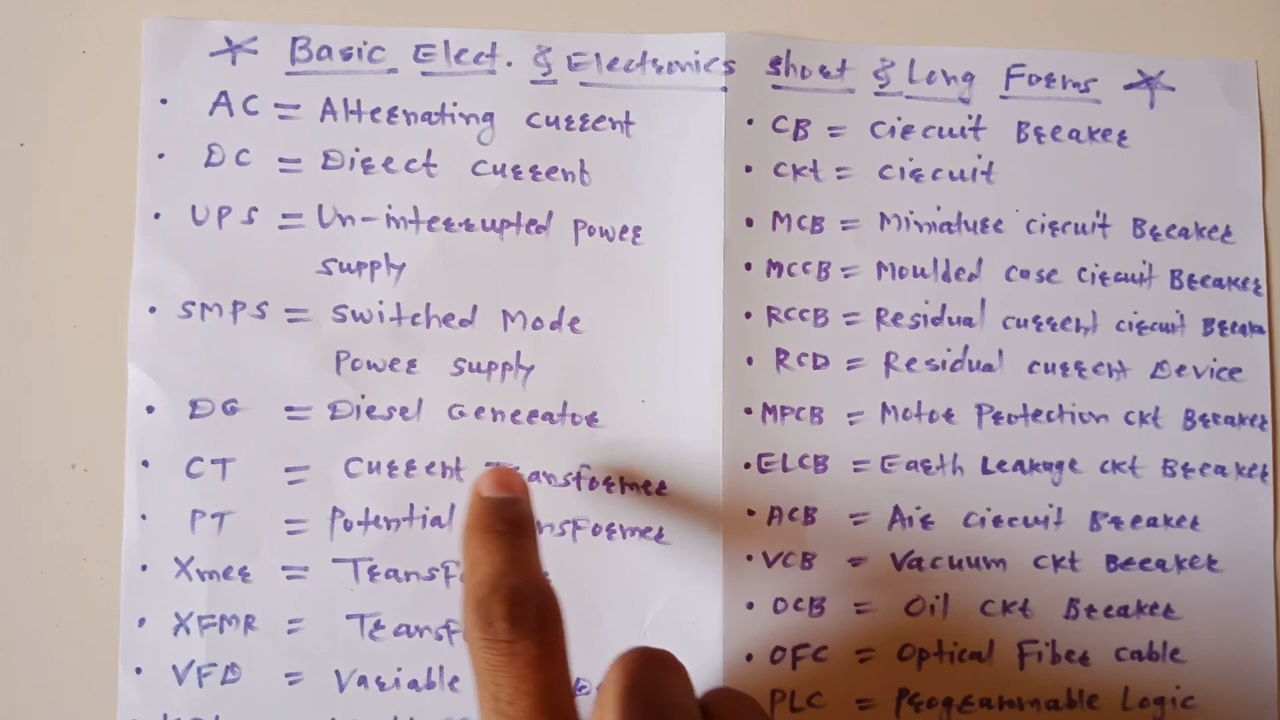 * Basic Elect. & Electronics short & Long Forms *
• AC = Alternating current
• DC = Direct current
• UPS = Un-interrupted power
supply
• SMPS = Switched Mode
Power supply
• DG = Diesel Generator
• CT = Current Transformer
• PT = Potential Transformer
• Xmer = Transf
• XFMR = Transf
• VFD = Variable
• CB = Circuit Breaker
• CKt = Circuit
• MCB = Miniature circuit Breaker
• MCCB = Moulded case circuit Breaker
• RCCB = Residual current circuit Breake
• RCD = Residual current Device
• MPCB = Motor Protection ckt Breaker
• ELCB = Earth Leakage ckt Breaker
• ACB = Air circuit Breaker
• VCB = Vacuum ckt Breaker
• OCB = Oil ckt Breaker
• OFC = Optical Fiber cable
PLC = Programmable Logic